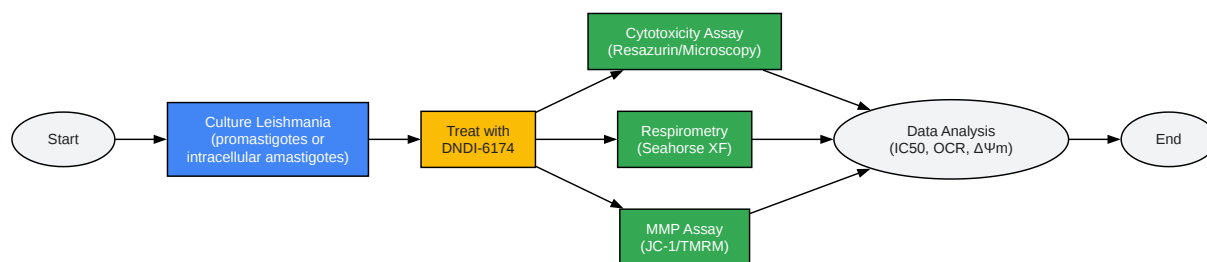 Start
Culture Leishmania
(promastigotes or
intracellular amastigotes)
Treat with
DNDI-6174
Cytotoxicity Assay
(Resazurin/Microscopy)
Respirometry
(Seahorse XF)
MMP Assay
(JC-1/TMRM)
Data Analysis
(IC50, OCR, ΔΨm)
End